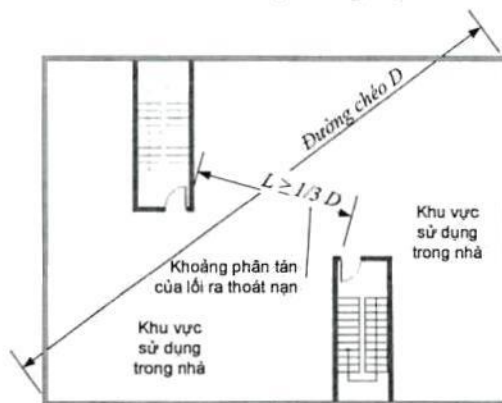 Đường chéo D
L ≥ 1/3 D
Khoảng phân tán
của lối ra thoát nạn
Khu vực
sử dụng
trong nhà
Khu vực
sử dụng
trong nhà